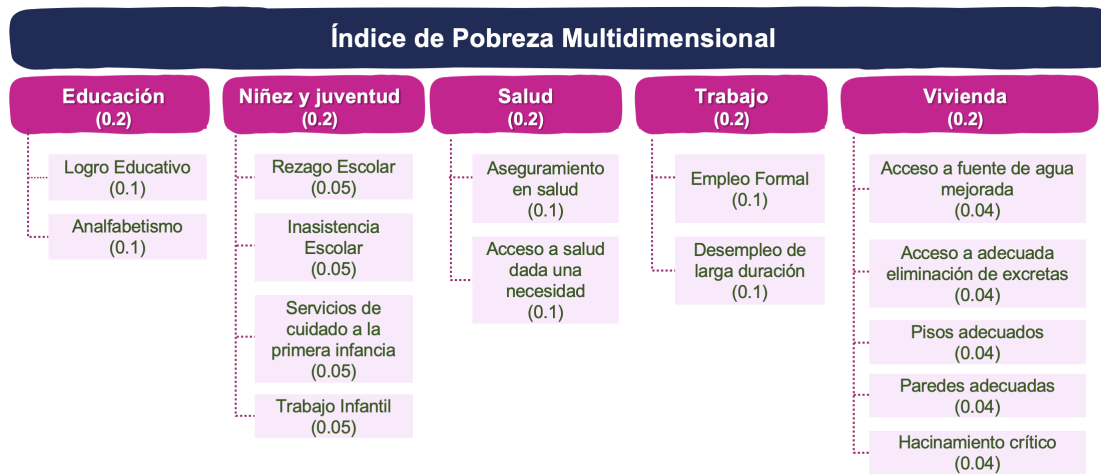 Índice de Pobreza Multidimensional
Educación
(0.2)
Logro Educativo
(0.1)
Analfabetismo
(0.1)
Niñez y juventud
(0.2)
Rezago Escolar
(0.05)
Inasistencia
Escolar
(0.05)
Servicios de
cuidado a la
primera infancia
(0.05)
Trabajo Infantil
(0.05)
Salud
(0.2)
Aseguramiento
en salud
(0.1)
Acceso a salud
dada una
necesidad
(0.1)
Trabajo
(0.2)
Empleo Formal
(0.1)
Desempleo de
larga duración
(0.1)
Vivienda
(0.2)
Acceso a fuente de agua
mejorada
(0.04)
Acceso a adecuada
eliminación de excretas
(0.04)
Pisos adecuados
(0.04)
Paredes adecuadas
(0.04)
Hacinamiento crítico
(0.04)